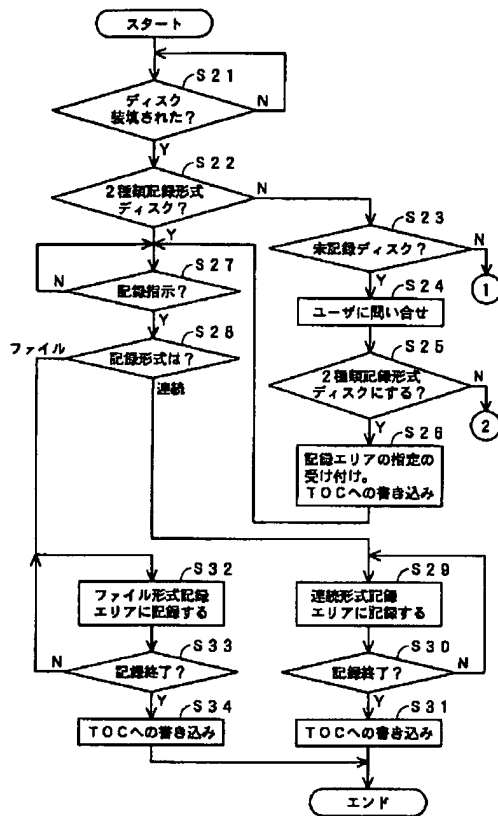 スタート
S21
ディスク
装填された?
N
Y
S22
2種類記録形式
ディスク?
N
Y
S23
未記録ディスク?
N
Y
1
S24
ユーザに問い合せ
S25
2種類記録形式
ディスクにする?
N
Y
2
S26
記録エリアの指定の
受け付け。
TOCへの書き込み
S27
記録指示?
N
Y
S28
記録形式は?
ファイル
連続
S32
ファイル形式記録
エリアに記録する
S33
記録終了?
N
Y
S34
TOCへの書き込み
S29
連続形式記録
エリアに記録する
S30
記録終了?
N
Y
S31
TOCへの書き込み
エンド